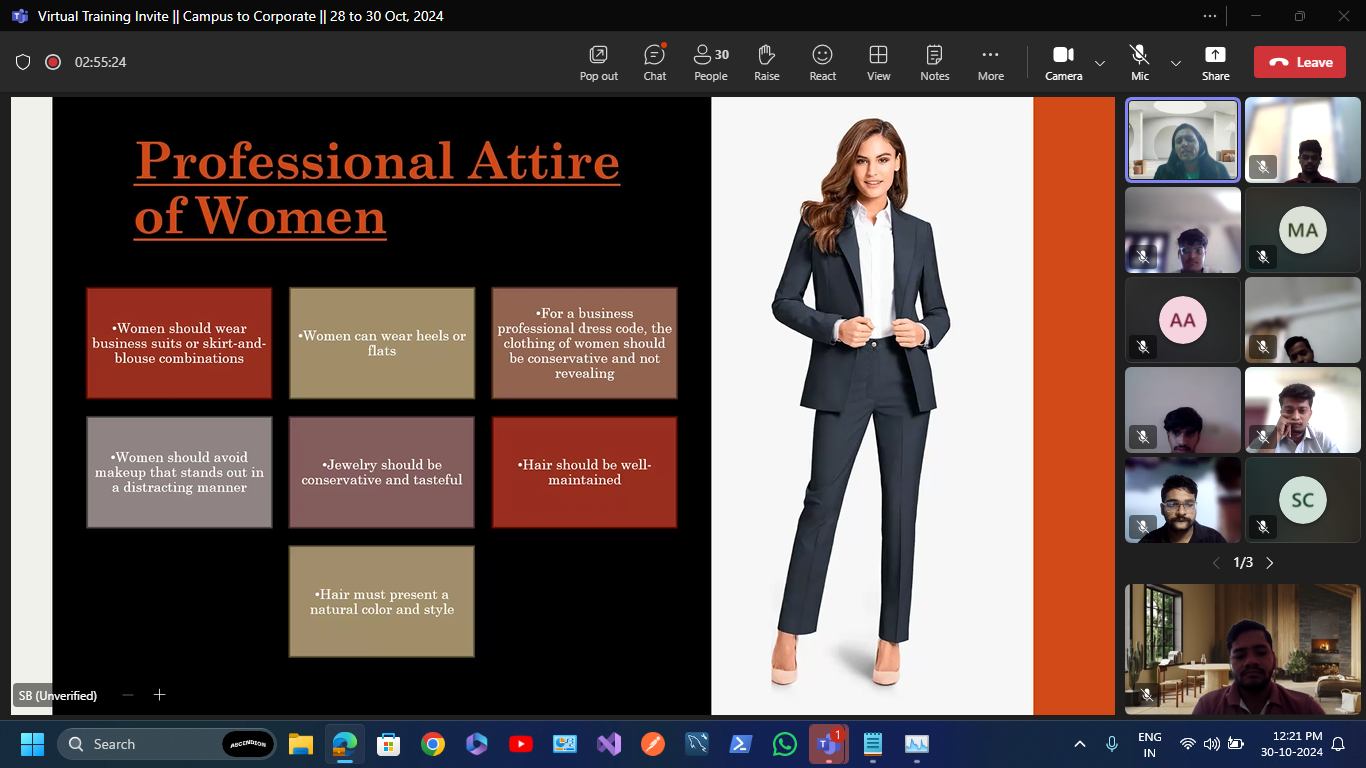 Virtual Training Invite || Campus to Corporate || 28 to 30 Oct, 2024
02:55:24
Pop out
Chat
30
People
Raise
React
View
Notes
More
Camera
Mic
Share
Leave
Professional Attire
of Women
•Women should wear
business suits or skirt-and-
blouse combinations
•Women can wear heels or
flats
•For a business
professional dress code, the
clothing of women should
be conservative and not
revealing
•Women should avoid
makeup that stands out in
a distracting manner
•Jewelry should be
conservative and tasteful
•Hair should be well-
maintained
•Hair must present a
natural color and style
SB (Unverified)
MA
AA
SC
1/3
Search
ASCENDION
1
ENG
IN
12:21 PM
30-10-2024